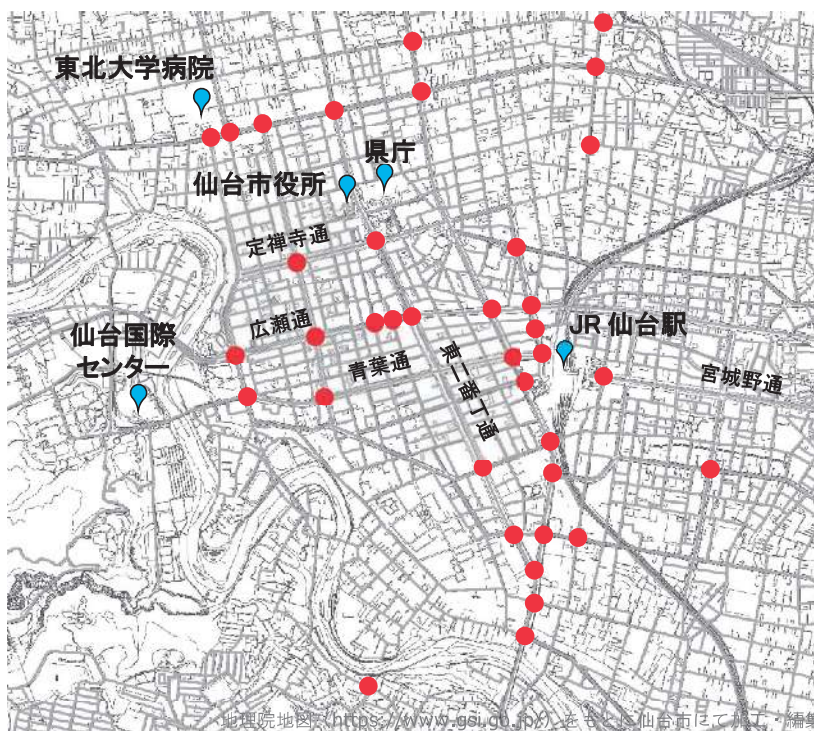 東北大学病院
県庁
仙台市役所
定禅寺通
広瀬通
JR 仙台駅
仙台国際
センター
青葉通
東二番丁通
宮城野通
地理院地図（https://www.gsi.go.jp/）をもとに仙台市にて加工・編集